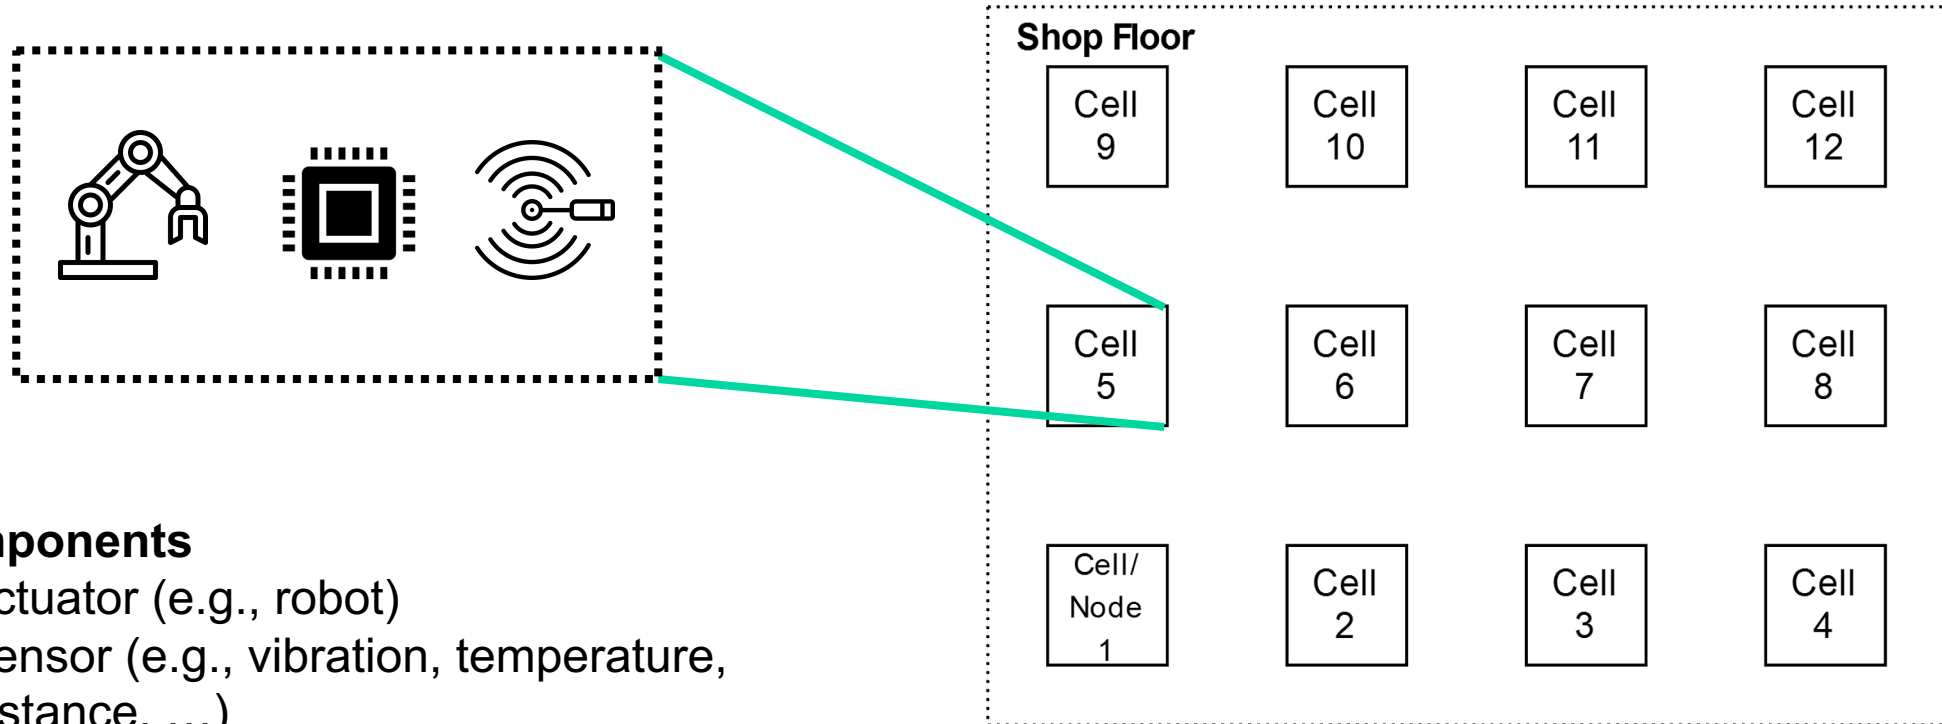 Shop Floor
Cell
9
Cell
10
Cell
11
Cell
12
Cell
5
Cell
6
Cell
7
Cell
8
Cell/
Node
1
Cell
2
Cell
3
Cell
4
mponents
ctuator (e.g., robot)
ensor (e.g., vibration, temperature,
stance, …)